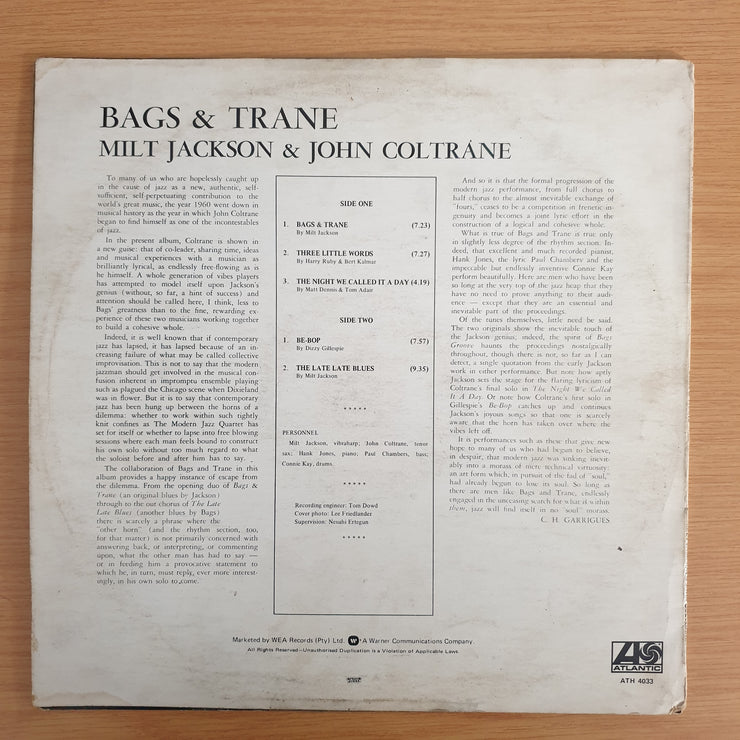 BAGS & TRANE
MILT JACKSON & JOHN COLTRANE
To many of us who are hopelessly caught up
in the cause of jazz as a new, authentic, self-
sufficient, self-perpetuating contribution to the
world's great music, the year 1960 went down in
musical history as the year in which John Coltrane
began to find himself as one of the incontestables
of jazz.
In the present album, Coltrane is shown in
a new guise: that of co-leader, sharing time, ideas
and musical experiences with a musician as
brilliantly lyrical, as endlessly free-flowing as is
he himself. A whole generation of vibes players
has attempted to model itself upon Jackson's
genius (without, so far, a hint of success) and
attention should be called here, I think, less to
Bags' greatness than to the fine, rewarding ex-
perience of these two musicians working together
to build a cohesive whole.
Indeed, it is well known that if contemporary
jazz has lapsed, it has lapsed because of an in-
creasing failure of what may be called collective
improvisation. This is not to say that the modern
jazzman should get involved in the musical con-
fusion inherent in impromptu ensemble playing
such as plagued the Chicago scene when Dixieland
was in flower. But it is to say that contemporary
jazz has been hung up between the horns of a
dilemma: whether to work within such tightly
knit confines as The Modern Jazz Quartet has
set for itself or whether to lapse into free blowing
sessions where each man feels bound to construct
his own solo without too much regard to what
the soloist before and after him has to say.
The collaboration of Bags and Trane in this
album provides a happy instance of escape from
the dilemma. From the opening duo of Bags &
Trane (an original blues by Jackson)
through to the out chorus of The Late
Late Blues (another blues by Bags)
there is scarcely a phrase where the
"other horn" (and the rhythm section, too,
for that matter) is not primarily concerned with
answering back, or interpreting, or commenting
upon, what the other man has had to say —
or in feeding him a provocative statement to
which he, in turn, must reply, ever more interest-
ingly, in his own solo to come.
SIDE ONE
1. BAGS & TRANE (7.23)
By Milt Jackson
2. THREE LITTLE WORDS (7.27)
By Harry Ruby & Bert Kalmar
3. THE NIGHT WE CALLED IT A DAY (4.19)
By Matt Dennis & Tom Adair
SIDE TWO
1. BE-BOP (7.57)
By Dizzy Gillespie
2. THE LATE LATE BLUES (9.35)
By Milt Jackson
* * * * *
PERSONNEL
Milt Jackson, vibraharp; John Coltrane, tenor
sax; Hank Jones, piano; Paul Chambers, bass;
Connie Kay, drums.
* * * * *
Recording engineer: Tom Dowd
Cover photo: Lee Friedlander
Supervision: Nesuhi Ertegun
* * * * *
And so it is that the formal progression of the
modern jazz performance, from full chorus to
half chorus to the almost inevitable exchange of
"fours," ceases to be a competition in frenetic in-
genuity and becomes a joint lyric effort in the
construction of a logical and cohesive whole.
What is true of Bags and Trane is true only
in slightly less degree of the rhythm section. In-
deed, that excellent and much recorded pianist,
Hank Jones, the lyric Paul Chambers and the
impeccable but endlessly inventive Connie Kay
perform beautifully. Here are men who have been
so long at the very top of the jazz heap that they
have no need to prove anything to their aud-
ience — except that they are an essential and
inevitable part of the proceedings.
Of the tunes themselves, little need be said.
The two originals show the inevitable touch of
the Jackson genius; indeed, the spirit of Bags
Groove haunts the proceedings nostalgically
throughout, though there is not, so far as I can
detect, a single quotation from the early Jackson
work in either performance. But note how aptly
Jackson sets the stage for the flaring lyricism of
Coltrane's final solo in The Night We Called
It A Day. Or note how Coltrane's first solo in
Gillespie's Be-Bop catches up and continues
Jackson's joyous songs so that one is scarcely
aware that the horn has taken over where the
vibes left off.
It is performances such as these that give new
hope to many of us who had begun to believe,
in despair, that modern jazz was sinking inevit-
ably into a morass of mere technical virtuosity:
an art form which, in pursuit of the fad of "soul,"
had already begun to lose its soul. So long as
there are men like Bags and Trane, endlessly
engaged in the unceasing search for what is within
them, jazz will find itself in no "soul" morass.
C. H. GARRIGUES
Marketed by WEA Records (Pty) Ltd. A Warner Communications Company.
All Rights Reserved—Unauthorised Duplication is a Violation of Applicable Laws.
ATLANTIC
ATH 4033